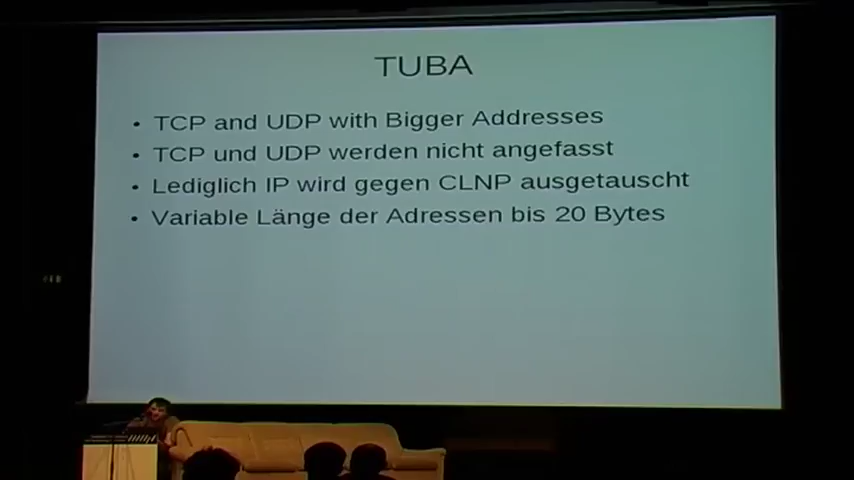 TUBA
• TCP and UDP with Bigger Addresses
• TCP und UDP werden nicht angefasst
• Lediglich IP wird gegen CLNP ausgetauscht
• Variable Länge der Adressen bis 20 Bytes